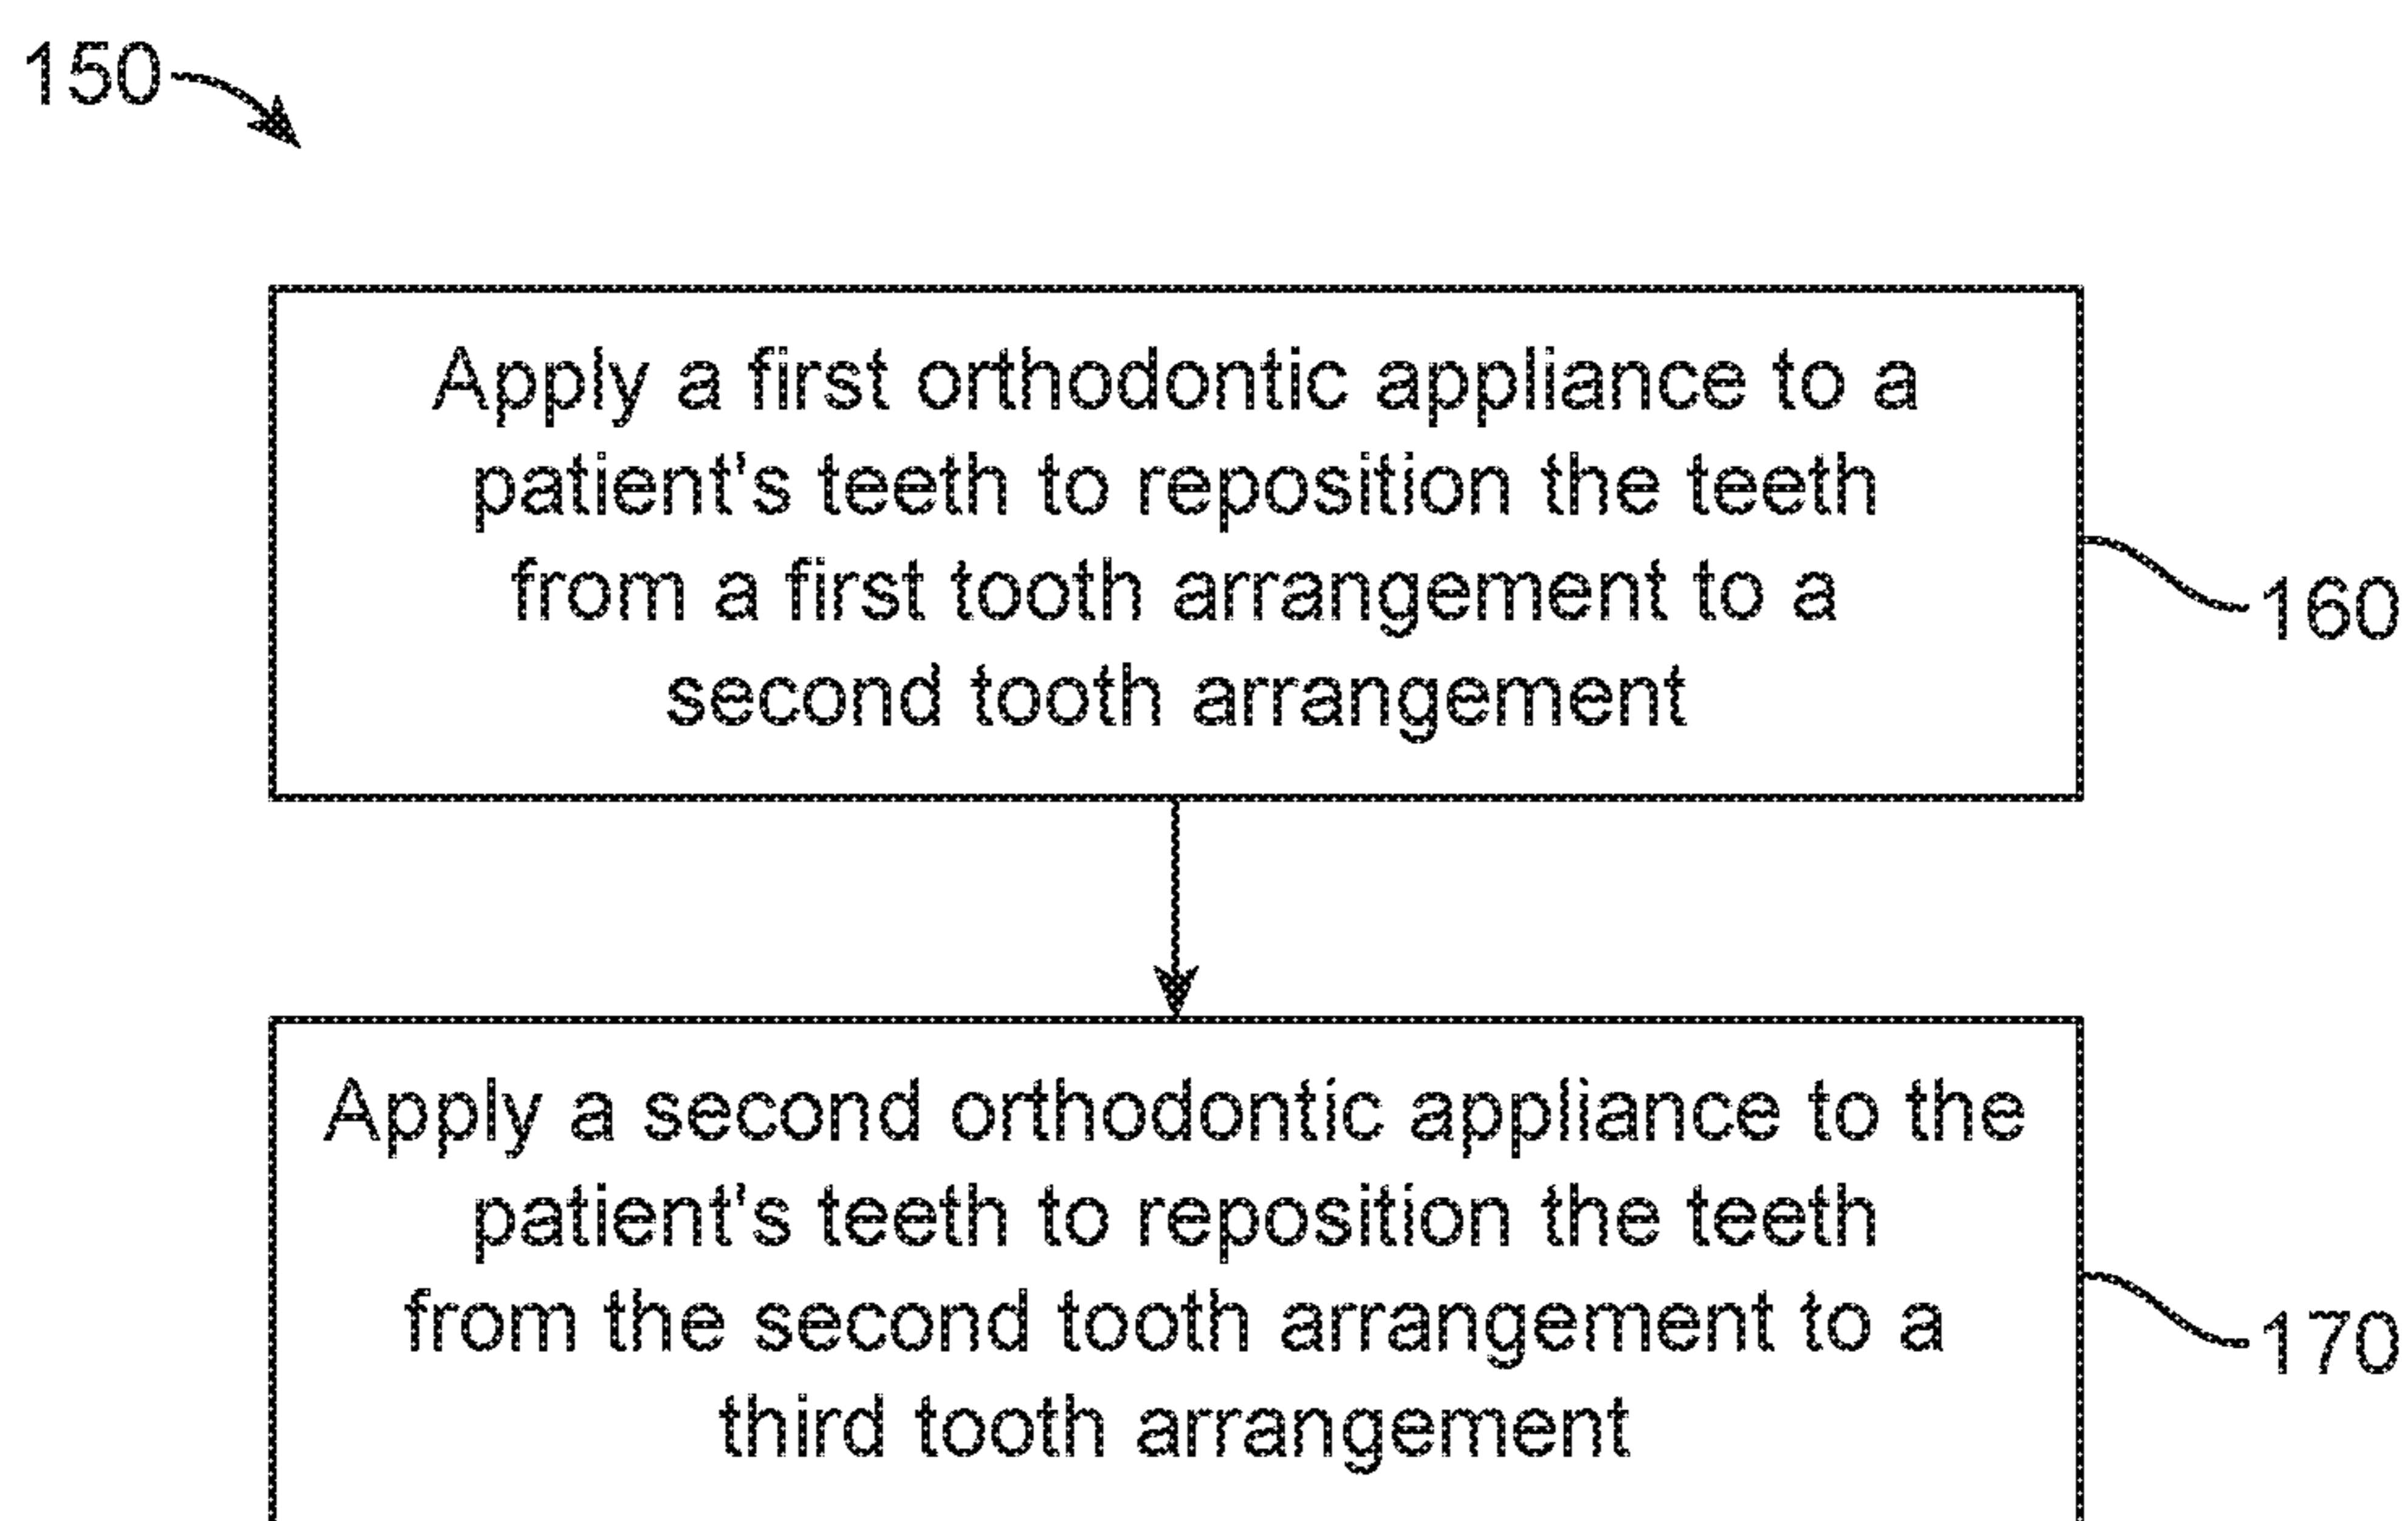 150
Apply a first orthodontic appliance to a
patient's teeth to reposition the teeth
from a first tooth arrangement to a
second tooth arrangement
160
Apply a second orthodontic appliance to the
patient's teeth to reposition the teeth
from the second tooth arrangement to a
third tooth arrangement
170